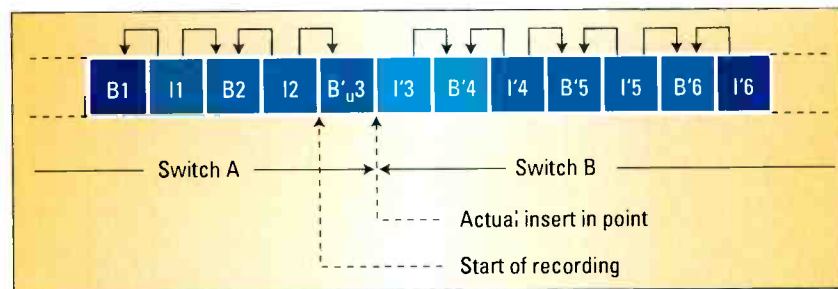 B1 I1 B2 I2 B'u3 I'3 B'4 I'4 B'5 I'5 B'6 I'6
Switch A Switch B
Actual insert in point
Start of recording